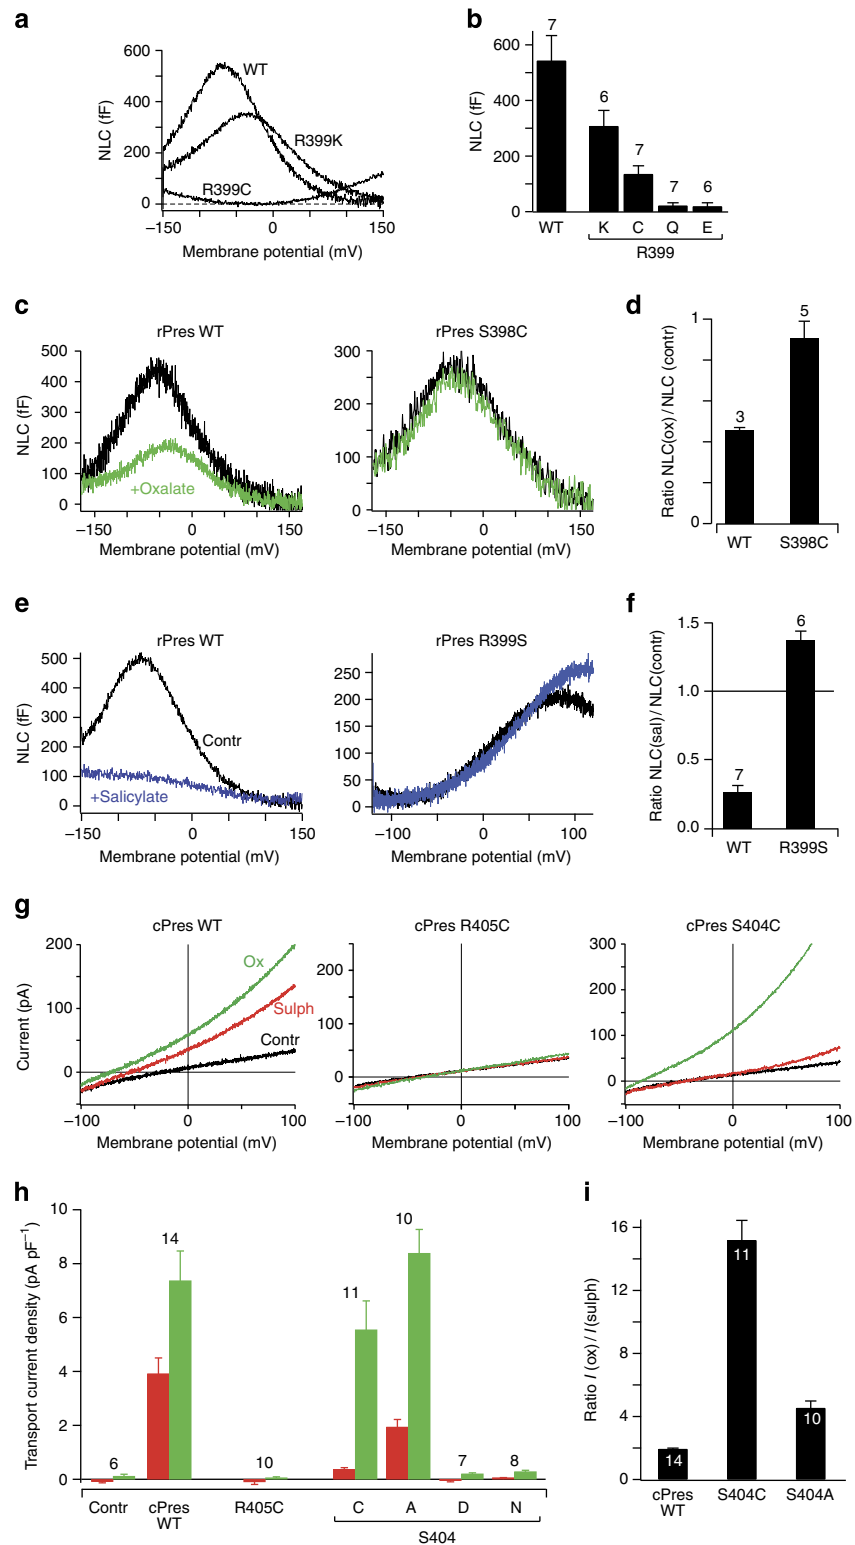 a
NLC (fF)
600
400
200
0
WT
R399K
R399C
–150
0
150
Membrane potential (mV)
b
NLC (fF)
600
400
200
0
7
6
7
7
6
WT
K
C
Q
E
R399
c
rPres WT
NLC (fF)
500
400
300
200
100
0
+Oxalate
–150
0
150
Membrane potential (mV)
rPres S398C
300
200
100
0
–150
0
150
Membrane potential (mV)
d
Ratio NLC(ox) / NLC (contr)
1
0
3
5
WT
S398C
e
rPres WT
NLC (fF)
500
400
300
200
100
0
Contr
+Salicylate
–150
0
150
Membrane potential (mV)
rPres R399S
250
200
150
100
50
0
–100
0
100
Membrane potential (mV)
f
Ratio NLC(sal) / NLC(contr)
1.5
1.0
0.5
0.0
7
6
WT
R399S
g
cPres WT
Current (pA)
200
100
0
Ox
Sulph
Contr
–100
0
100
Membrane potential (mV)
cPres R405C
200
100
0
–100
0
100
Membrane potential (mV)
cPres S404C
300
200
100
0
–100
0
100
Membrane potential (mV)
h
Transport current density (pA pF–1)
10
8
6
4
2
0
6
14
10
11
10
7
8
Contr
cPres
WT
R405C
C
A
D
N
S404
i
Ratio I (ox) / I (sulph)
16
12
8
4
0
14
11
10
cPres
WT
S404C
S404A